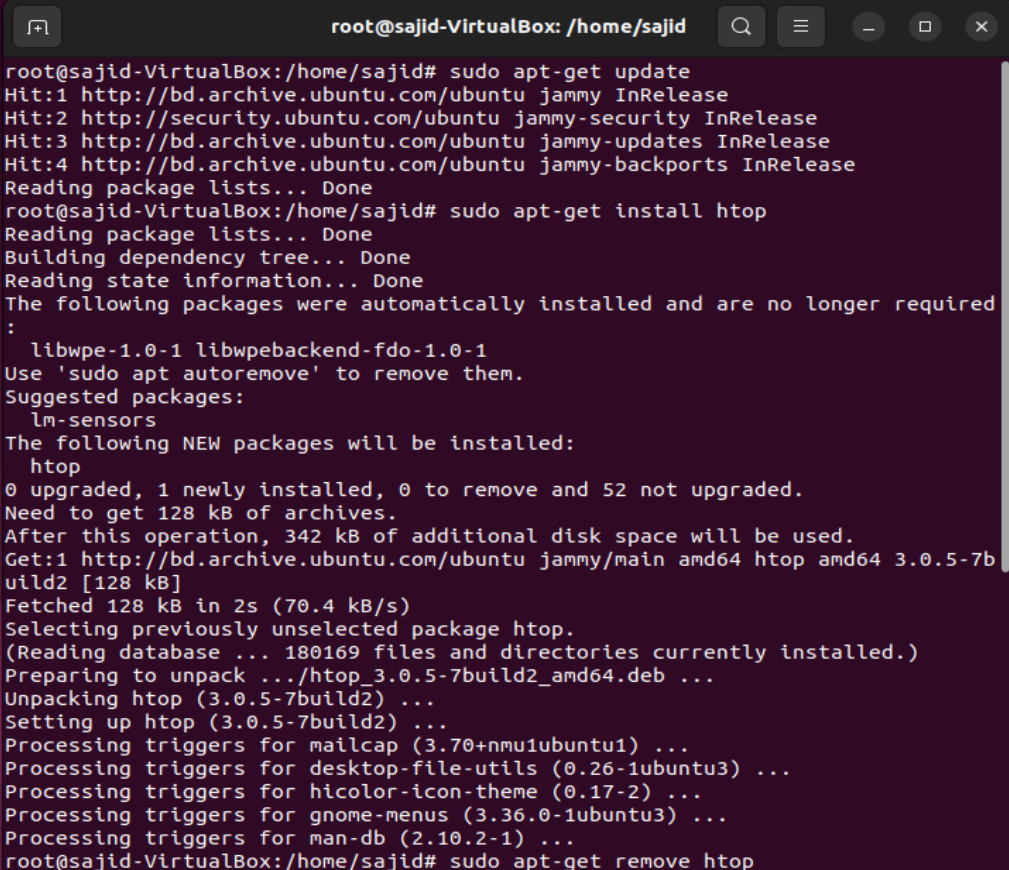 root@sajid-VirtualBox: /home/sajid
root@sajid-VirtualBox:/home/sajid# sudo apt-get update
Hit:1 http://bd.archive.ubuntu.com/ubuntu jammy InRelease
Hit:2 http://security.ubuntu.com/ubuntu jammy-security InRelease
Hit:3 http://bd.archive.ubuntu.com/ubuntu jammy-updates InRelease
Hit:4 http://bd.archive.ubuntu.com/ubuntu jammy-backports InRelease
Reading package lists... Done
root@sajid-VirtualBox:/home/sajid# sudo apt-get install htop
Reading package lists... Done
Building dependency tree... Done
Reading state information... Done
The following packages were automatically installed and are no longer required
:
  libwpe-1.0-1 libwpebackend-fdo-1.0-1
Use 'sudo apt autoremove' to remove them.
Suggested packages:
  lm-sensors
The following NEW packages will be installed:
  htop
0 upgraded, 1 newly installed, 0 to remove and 52 not upgraded.
Need to get 128 kB of archives.
After this operation, 342 kB of additional disk space will be used.
Get:1 http://bd.archive.ubuntu.com/ubuntu jammy/main amd64 htop amd64 3.0.5-7b
uild2 [128 kB]
Fetched 128 kB in 2s (70.4 kB/s)
Selecting previously unselected package htop.
(Reading database ... 180169 files and directories currently installed.)
Preparing to unpack .../htop_3.0.5-7build2_amd64.deb ...
Unpacking htop (3.0.5-7build2) ...
Setting up htop (3.0.5-7build2) ...
Processing triggers for mailcap (3.70+nmu1ubuntu1) ...
Processing triggers for desktop-file-utils (0.26-1ubuntu3) ...
Processing triggers for hicolor-icon-theme (0.17-2) ...
Processing triggers for gnome-menus (3.36.0-1ubuntu3) ...
Processing triggers for man-db (2.10.2-1) ...
root@sajid-VirtualBox:/home/sajid# sudo apt-get remove htop